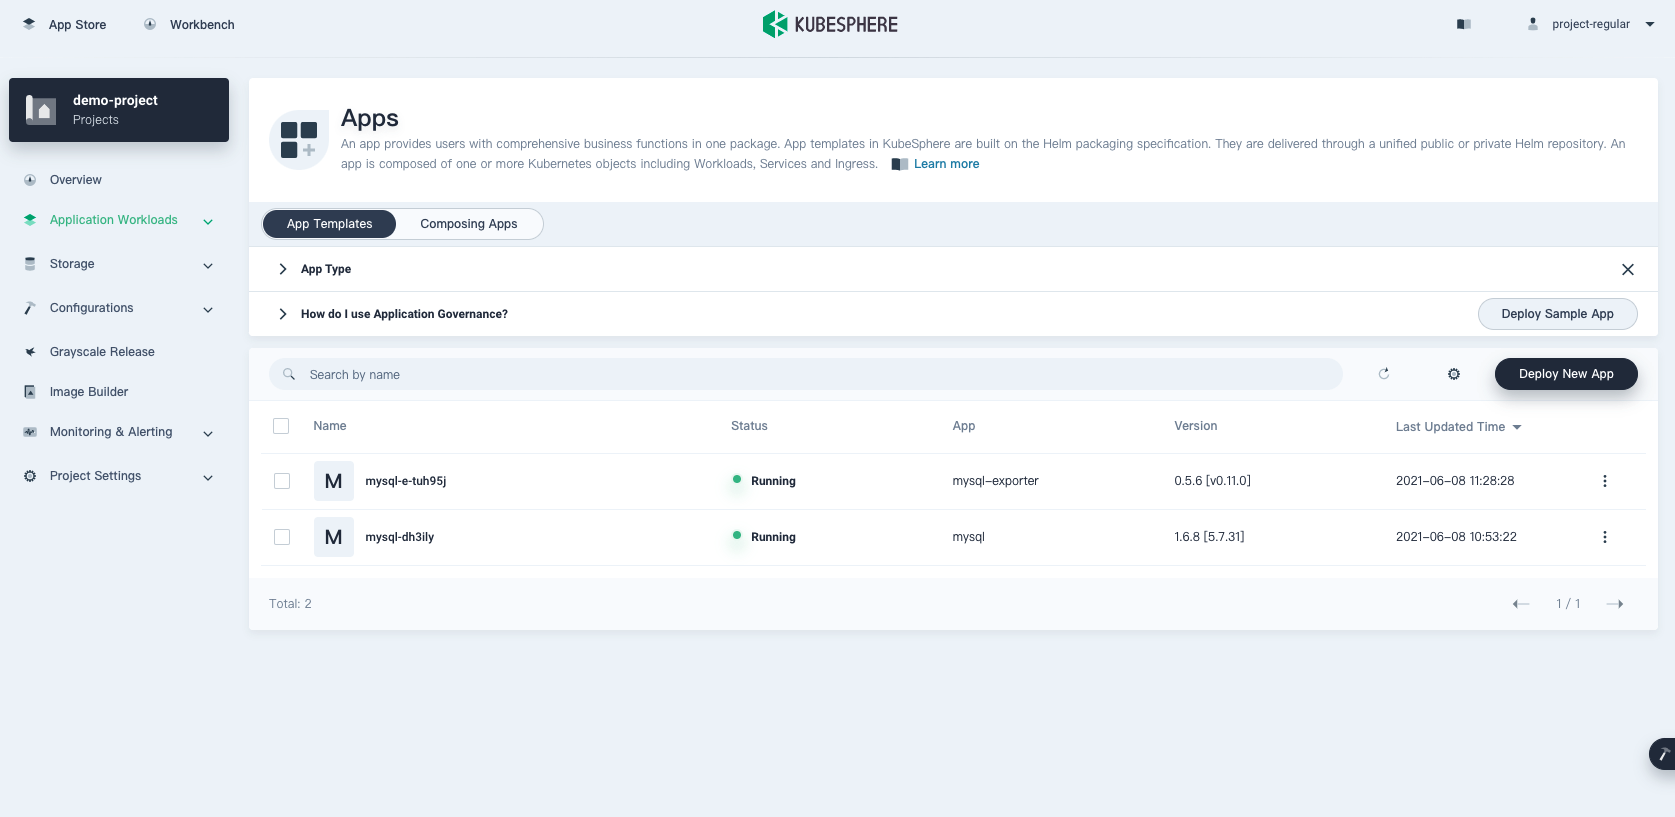 App Store
Workbench
KUBESPHERE
project-regular
demo-project
Projects
Overview
Application Workloads
Storage
Configurations
Grayscale Release
Image Builder
Monitoring & Alerting
Project Settings
Apps
An app provides users with comprehensive business functions in one package. App templates in KubeSphere are built on the Helm packaging specification. They are delivered through a unified public or private Helm repository. An
app is composed of one or more Kubernetes objects including Workloads, Services and Ingress. Learn more
App Templates Composing Apps
App Type
How do I use Application Governance? Deploy Sample App
Search by name Deploy New App
Name Status App Version Last Updated Time
M mysql-e-tuh95j Running mysql-exporter 0.5.6 [v0.11.0] 2021-06-08 11:28:28
M mysql-dh3ily Running mysql 1.6.8 [5.7.31] 2021-06-08 10:53:22
Total: 2 1 / 1